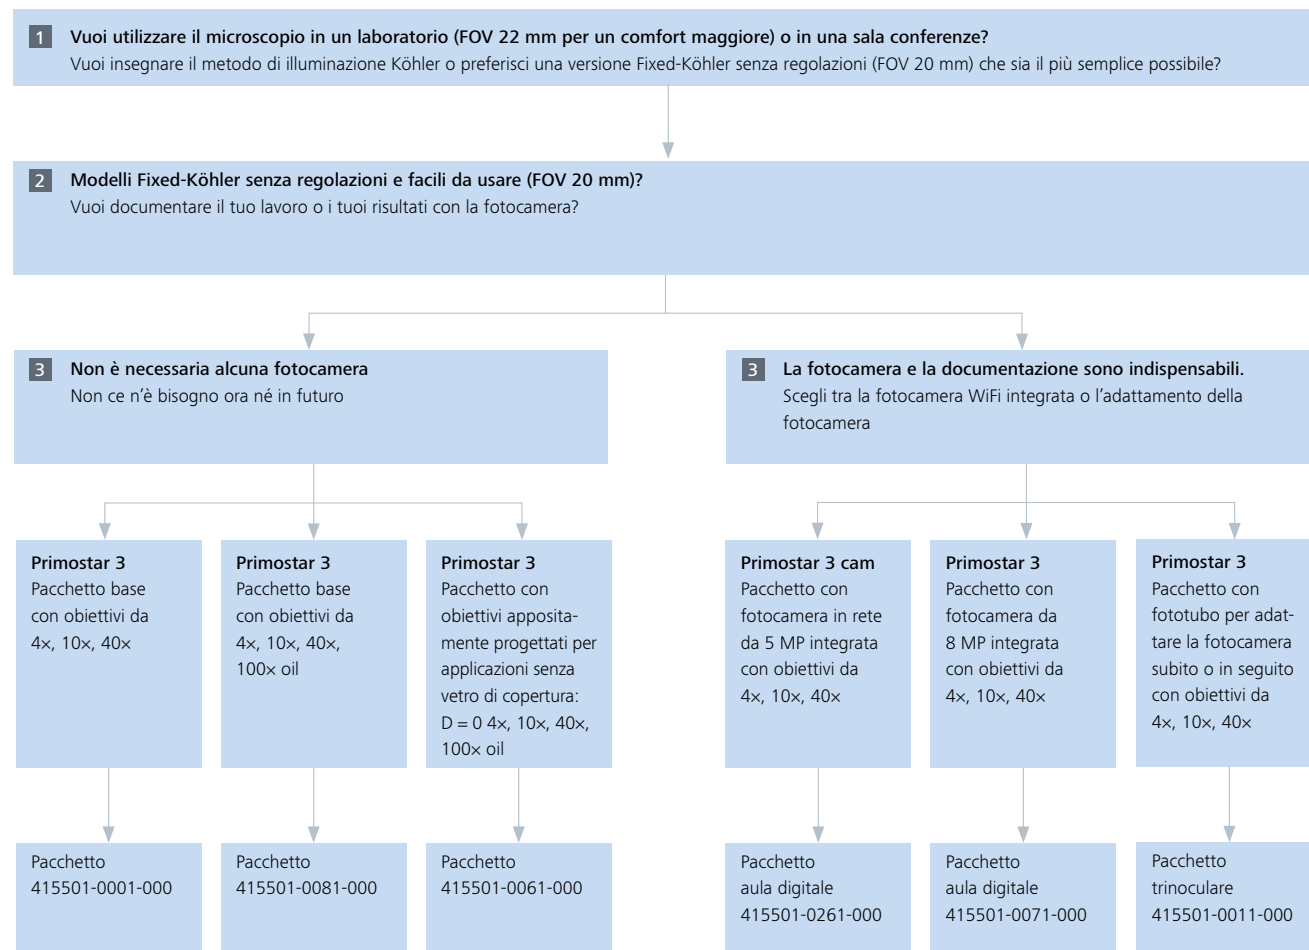 1 Vuoi utilizzare il microscopio in un laboratorio (FOV 22 mm per un comfort maggiore) o in una sala conferenze?
Vuoi insegnare il metodo di illuminazione Köhler o preferisci una versione Fixed-Köhler senza regolazioni (FOV 20 mm) che sia il più semplice possibile?
2 Modelli Fixed-Köhler senza regolazioni e facili da usare (FOV 20 mm)?
Vuoi documentare il tuo lavoro o i tuoi risultati con la fotocamera?
3 Non è necessaria alcuna fotocamera
Non ce n'è bisogno ora né in futuro
3 La fotocamera e la documentazione sono indispensabili.
Scegli tra la fotocamera WiFi integrata o l'adattamento della
fotocamera
Primostar 3
Pacchetto base
con obiettivi da
4×, 10×, 40×
Primostar 3
Pacchetto base
con obiettivi da
4×, 10×, 40×,
100× oil
Primostar 3
Pacchetto con
obiettivi apposita-
mente progettati per
applicazioni senza
vetro di copertura:
D = 0 4×, 10×, 40×,
100× oil
Primostar 3 cam
Pacchetto con
fotocamera in rete
da 5 MP integrata
con obiettivi da
4×, 10×, 40×
Primostar 3
Pacchetto con
fotocamera da
8 MP integrata
con obiettivi da
4×, 10×, 40×
Primostar 3
Pacchetto con
fototubo per adat-
tare la fotocamera
subito o in seguito
con obiettivi da
4×, 10×, 40×
Pacchetto
415501-0001-000
Pacchetto
415501-0081-000
Pacchetto
415501-0061-000
Pacchetto
aula digitale
415501-0261-000
Pacchetto
aula digitale
415501-0071-000
Pacchetto
trinoculare
415501-0011-000